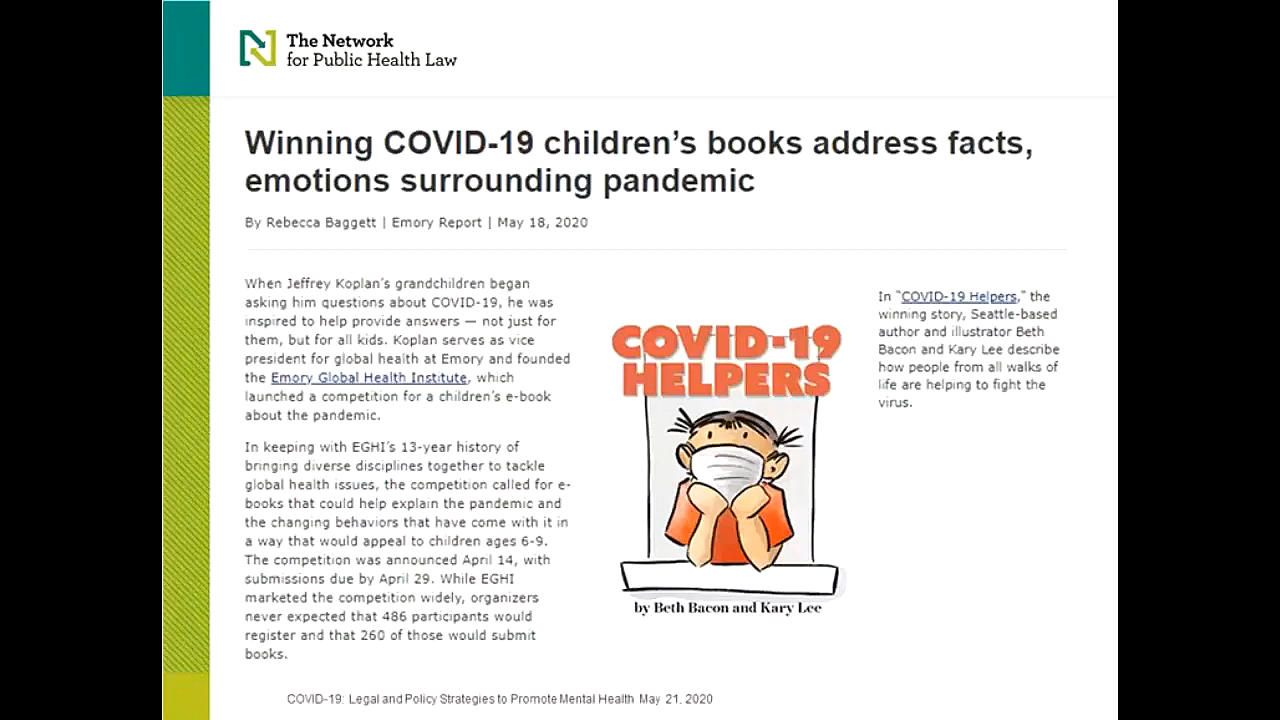 The Network
for Public Health Law
Winning COVID-19 children's books address facts,
emotions surrounding pandemic
By Rebecca Baggett | Emory Report | May 18, 2020
When Jeffrey Koplan's grandchildren began
asking him questions about COVID-19, he was
inspired to help provide answers — not just for
them, but for all kids. Koplan serves as vice
president for global health at Emory and founded
the Emory Global Health Institute, which
launched a competition for a children's e-book
about the pandemic.
In keeping with EGHI's 13-year history of
bringing diverse disciplines together to tackle
global health issues, the competition called for e-
books that could help explain the pandemic and
the changing behaviors that have come with it in
a way that would appeal to children ages 6-9.
The competition was announced April 14, with
submissions due by April 29. While EGHI
marketed the competition widely, organizers
never expected that 486 participants would
register and that 260 of those would submit
books.
COVID-19
HELPERS
by Beth Bacon and Kary Lee
In "COVID-19 Helpers," the
winning story, Seattle-based
author and illustrator Beth
Bacon and Kary Lee describe
how people from all walks of
life are helping to fight the
virus.
COVID-19: Legal and Policy Strategies to Promote Mental Health May 21, 2020